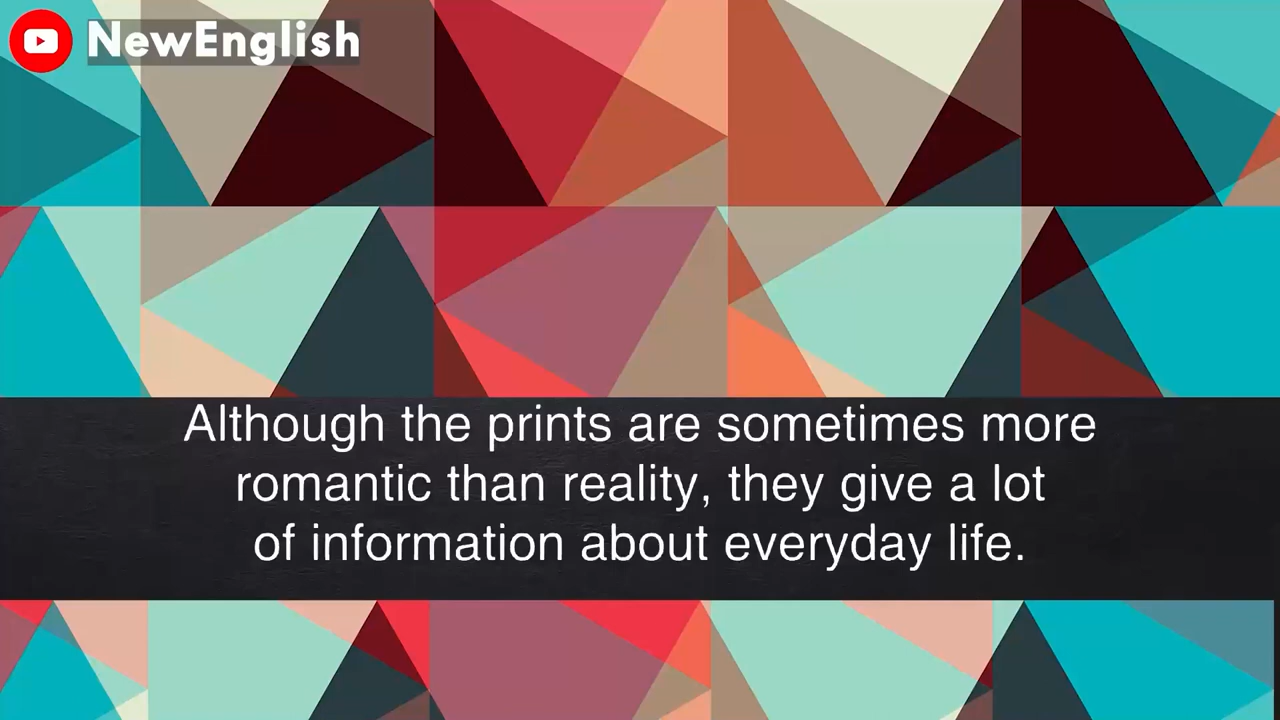 NewEnglish
Although the prints are sometimes more
romantic than reality, they give a lot
of information about everyday life.